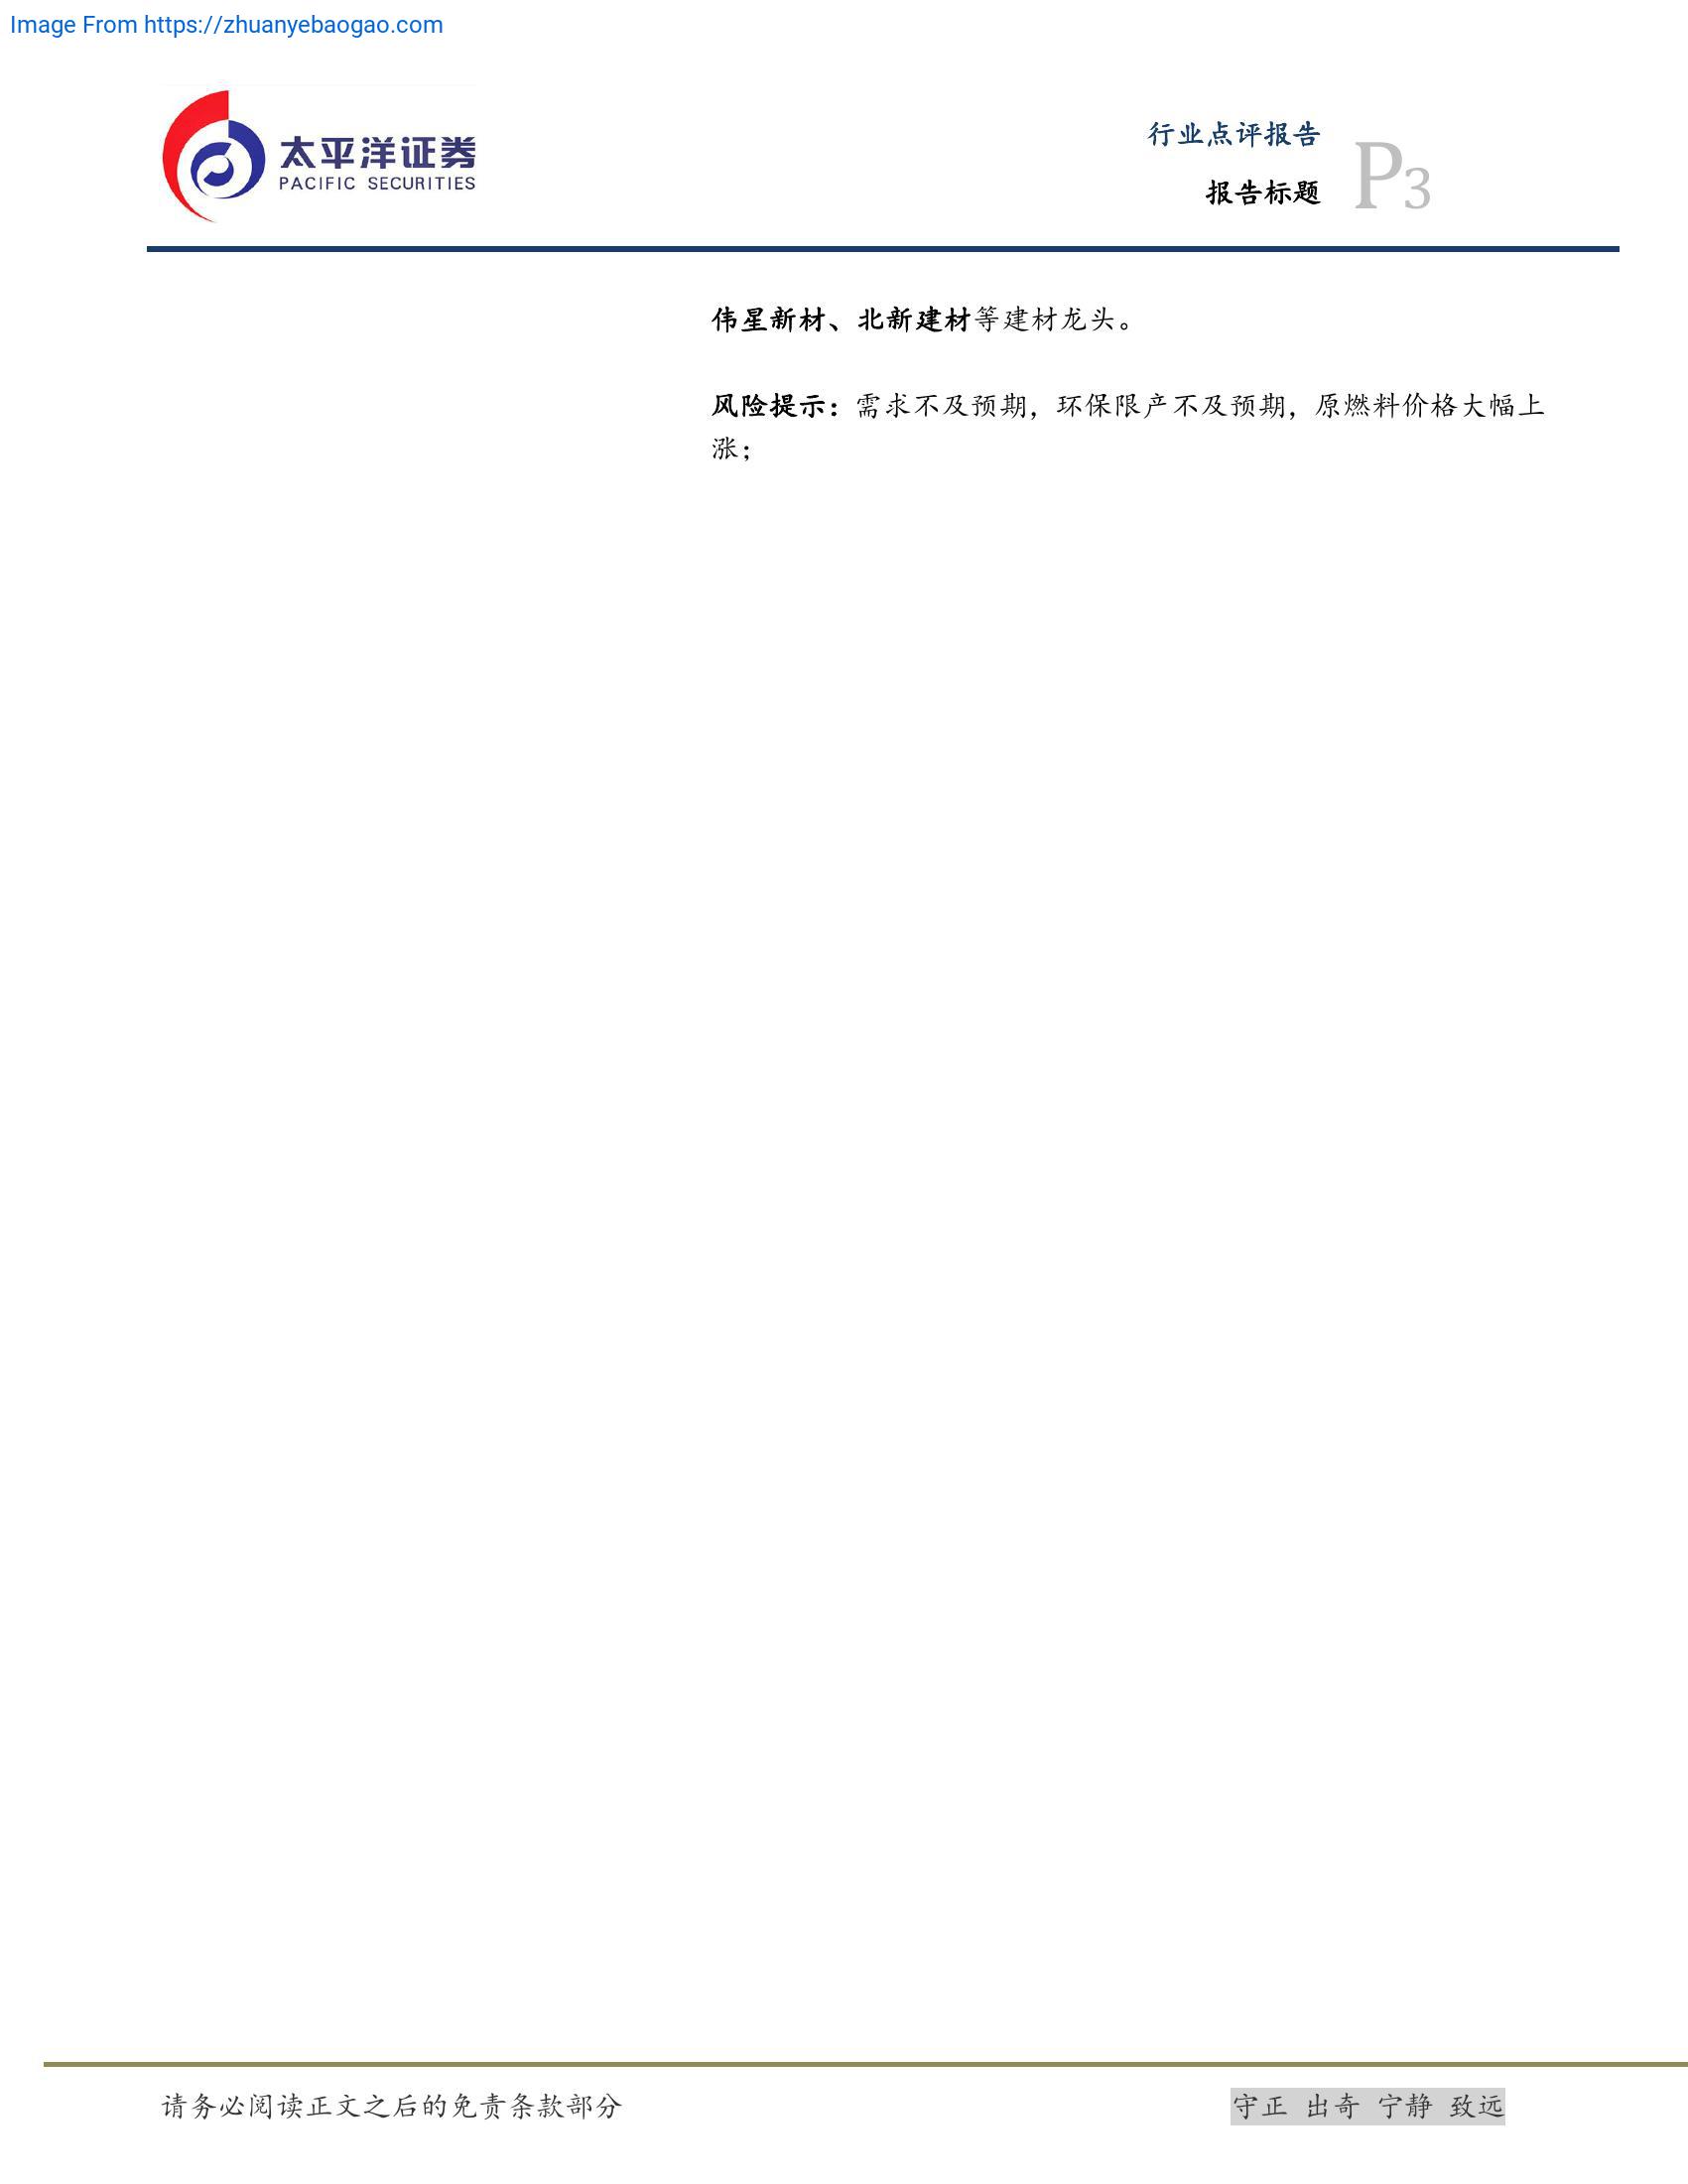 Image From https://zhuanyebaogao.com
太平洋证券
PACIFIC SECURITIES
行业点评报告
报告标题
P3
伟星新材、北新建材等建材龙头。
风险提示：需求不及预期，环保限产不及预期，原燃料价格大幅上
涨；
请务必阅读正文之后的免责条款部分
守正 出奇 宁静 致远